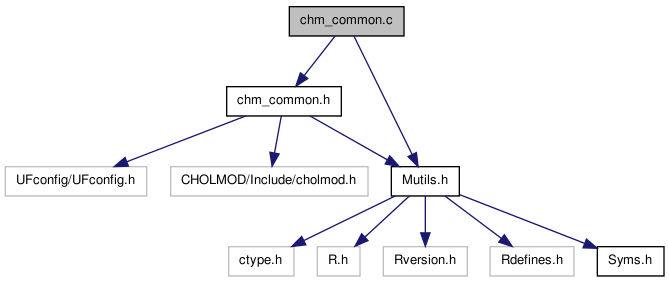 chm_common.c
chm_common.h
UFconfig/UFconfig.h
CHOLMOD/Include/cholmod.h
Mutils.h
ctype.h
R.h
Rversion.h
Rdefines.h
Syms.h